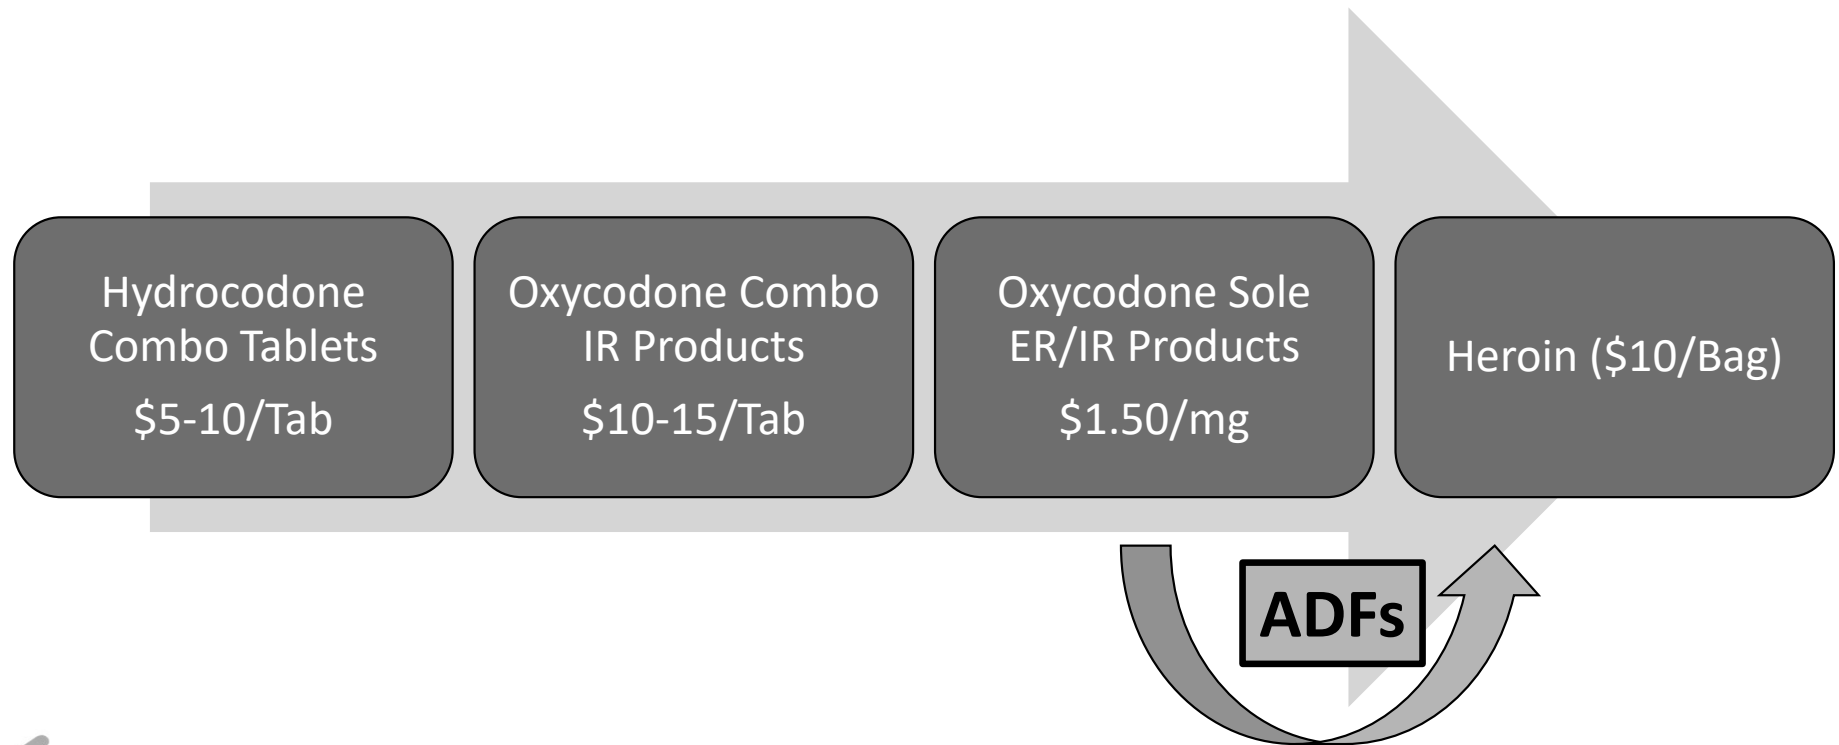 Hydrocodone
Combo Tablets
$5-10/Tab
Oxycodone Combo
IR Products
$10-15/Tab
Oxycodone Sole
ER/IR Products
$1.50/mg
Heroin ($10/Bag)
ADFs